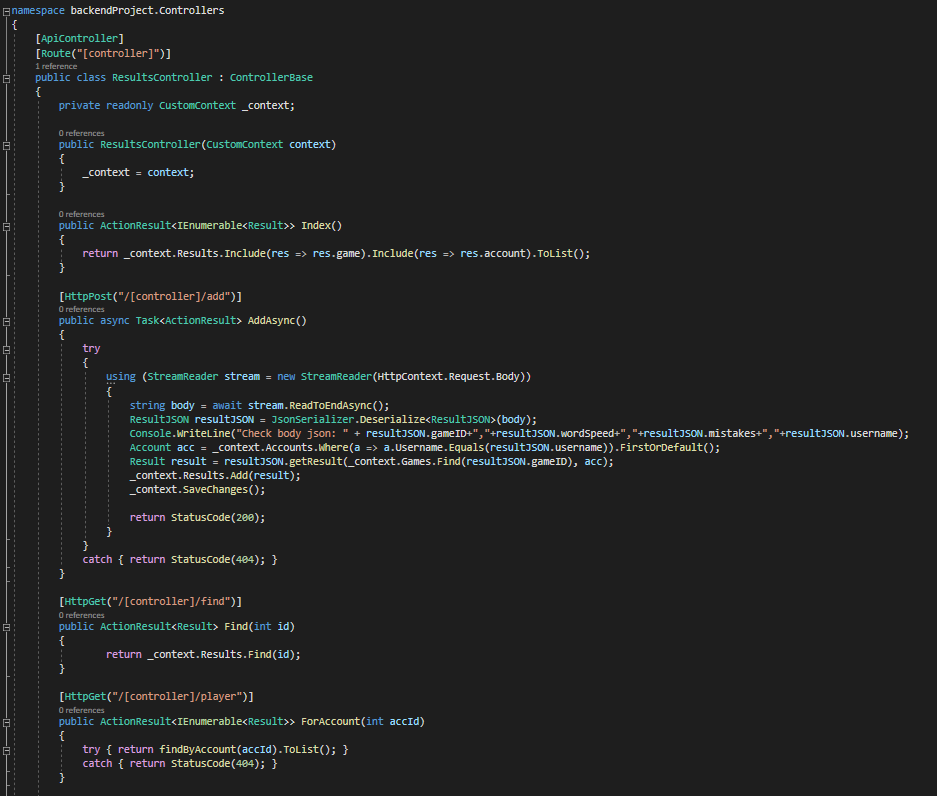 namespace backendProject.Controllers
{
[ApiController]
[Route("[controller]")]
1 reference
public class ResultsController : ControllerBase
{
private readonly CustomContext _context;
0 references
public ResultsController(CustomContext context)
{
_context = context;
}
0 references
public ActionResult<IEnumerable<Result>> Index()
{
return _context.Results.Include(res => res.game).Include(res => res.account).ToList();
}
[HttpPost("/[controller]/add")]
0 references
public async Task<ActionResult> AddAsync()
{
try
{
using (StreamReader stream = new StreamReader(HttpContext.Request.Body))
{
string body = await stream.ReadToEndAsync();
ResultJSON resultJSON = JsonSerializer.Deserialize<ResultJSON>(body);
Console.WriteLine("Check body json: " + resultJSON.gameID+","+resultJSON.wordSpeed+","+resultJSON.mistakes+","+resultJSON.username);
Account acc = _context.Accounts.Where(a => a.Username.Equals(resultJSON.username)).FirstOrDefault();
Result result = resultJSON.getResult(_context.Games.Find(resultJSON.gameID), acc);
_context.Results.Add(result);
_context.SaveChanges();
return StatusCode(200);
}
}
catch { return StatusCode(404); }
}
[HttpGet("/[controller]/find")]
0 references
public ActionResult<Result> Find(int id)
{
return _context.Results.Find(id);
}
[HttpGet("/[controller]/player")]
0 references
public ActionResult<IEnumerable<Result>> ForAccount(int accId)
{
try { return findByAccount(accId).ToList(); }
catch { return StatusCode(404); }
}